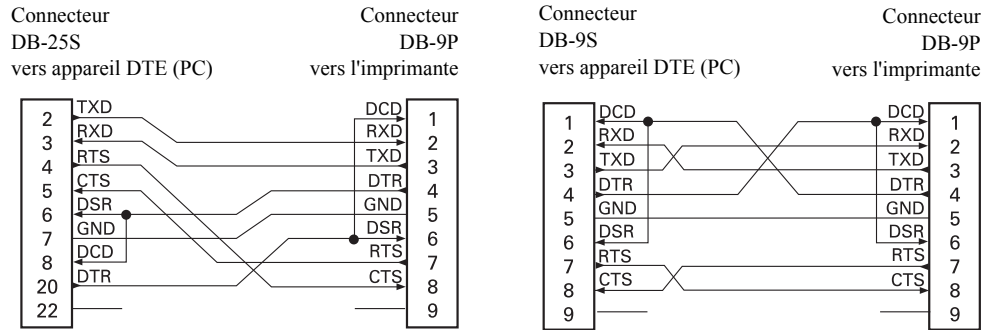 Connecteur
DB-25S
vers appareil DTE (PC)
Connecteur
DB-9P
vers l'imprimante
2 TXD DCD 1
3 RXD RXD 2
4 RTS TXD 3
5 CTS DTR 4
6 DSR GND 5
7 GND DSR 6
8 DCD RTS 7
20 DTR CTS 8
22 9
Connecteur
DB-9S
vers appareil DTE (PC)
Connecteur
DB-9P
vers l'imprimante
1 DCD DCD 1
2 RXD RXD 2
3 TXD TXD 3
4 DTR DTR 4
5 GND GND 5
6 DSR DSR 6
7 RTS RTS 7
8 CTS CTS 8
9 9